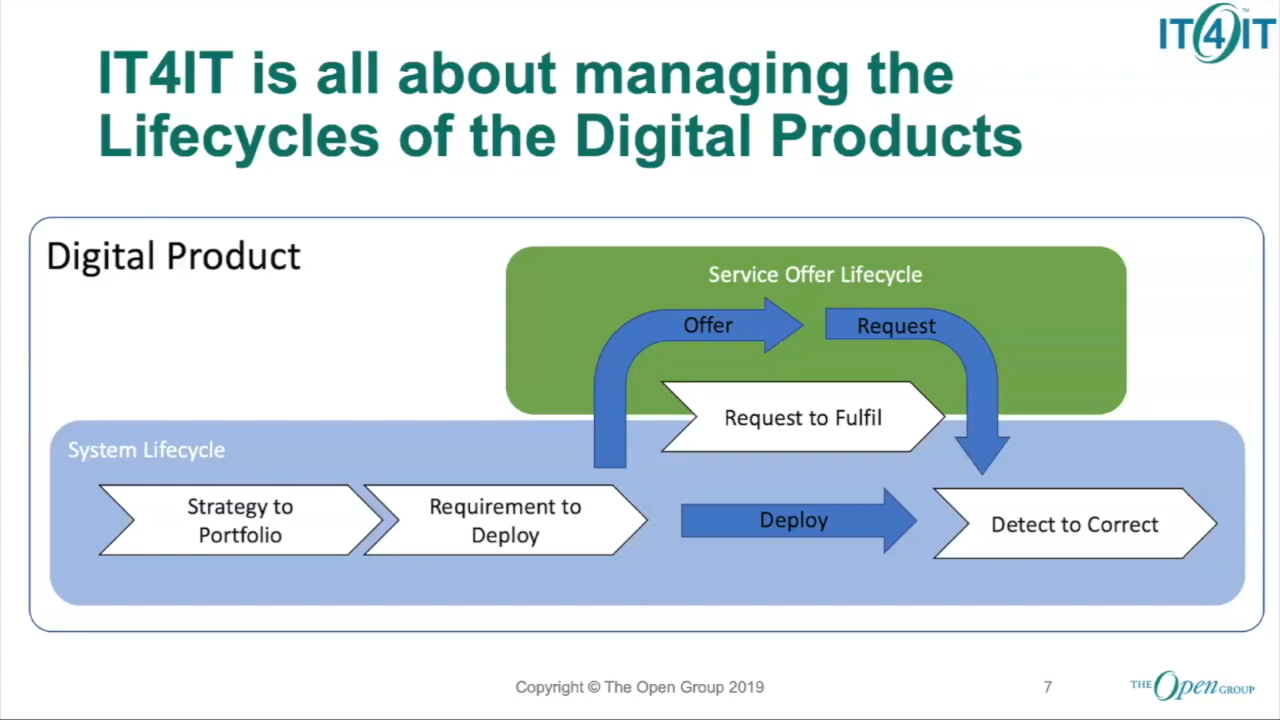 IT4IT™
IT4IT is all about managing the
Lifecycles of the Digital Products
Digital Product
Service Offer Lifecycle
Offer
Request
Request to Fulfil
System Lifecycle
Strategy to
Portfolio
Requirement to
Deploy
Deploy
Detect to Correct
Copyright © The Open Group 2019
7
THE Open GROUP